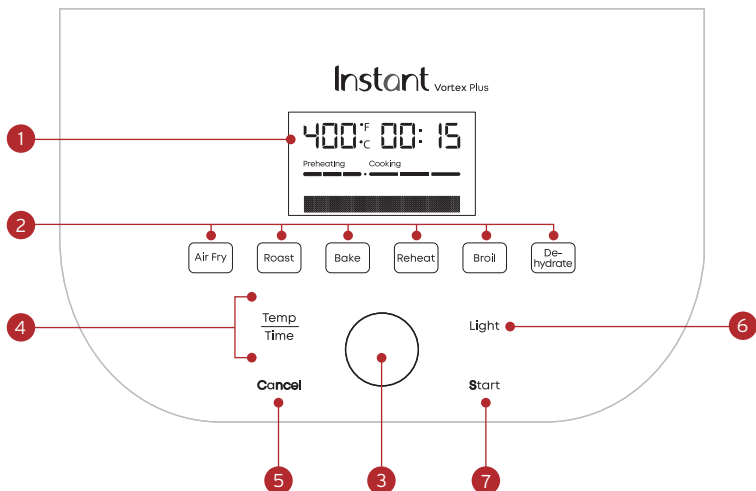 Instant Vortex Plus
1
400 °F °C 00:15
Preheating Cooking
2
Air Fry Roast Bake Reheat Broil De-
hydrate
4
Temp
Time
Light
6
Cancel
Start
5
3
7